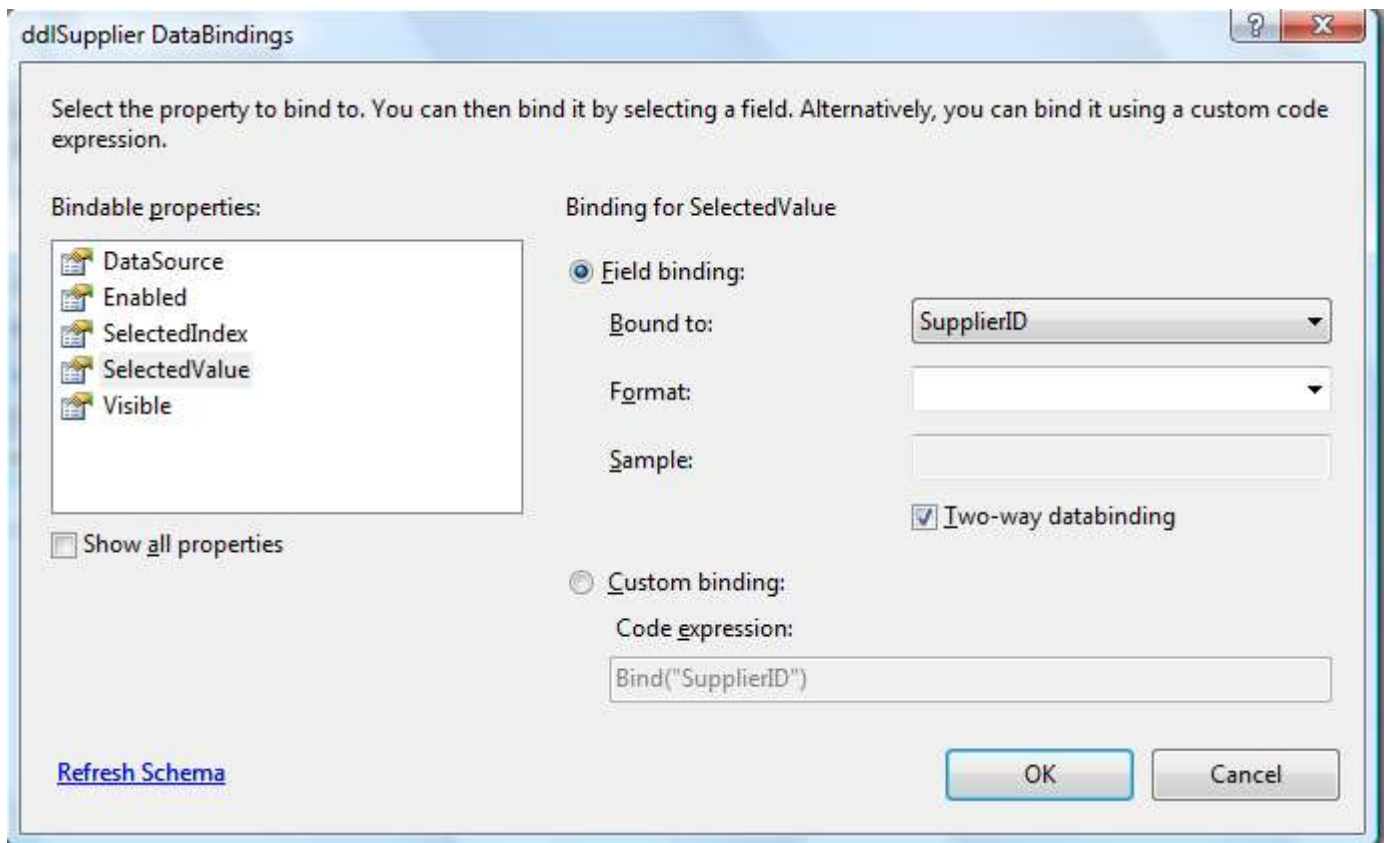 ddlSupplier DataBindings
Select the property to bind to. You can then bind it by selecting a field. Alternatively, you can bind it using a custom code
expression.
Bindable properties:
DataSource
Enabled
SelectedIndex
SelectedValue
Visible
Show all properties
Binding for SelectedValue
Field binding:
Bound to:
SupplierID
Format:
Sample:
Two-way databinding
Custom binding:
Code expression:
Bind("SupplierID")
Refresh Schema
OK
Cancel